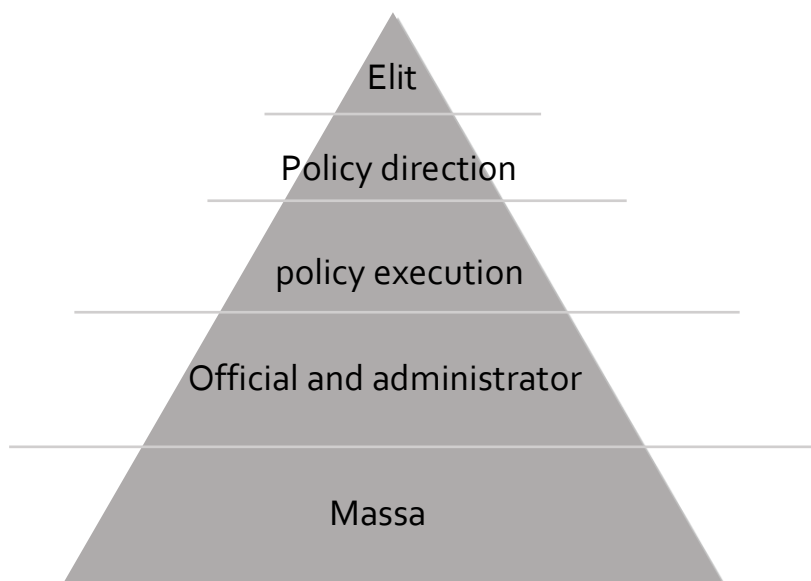 Elit
Policy direction
policy execution
Official and administrator
Massa